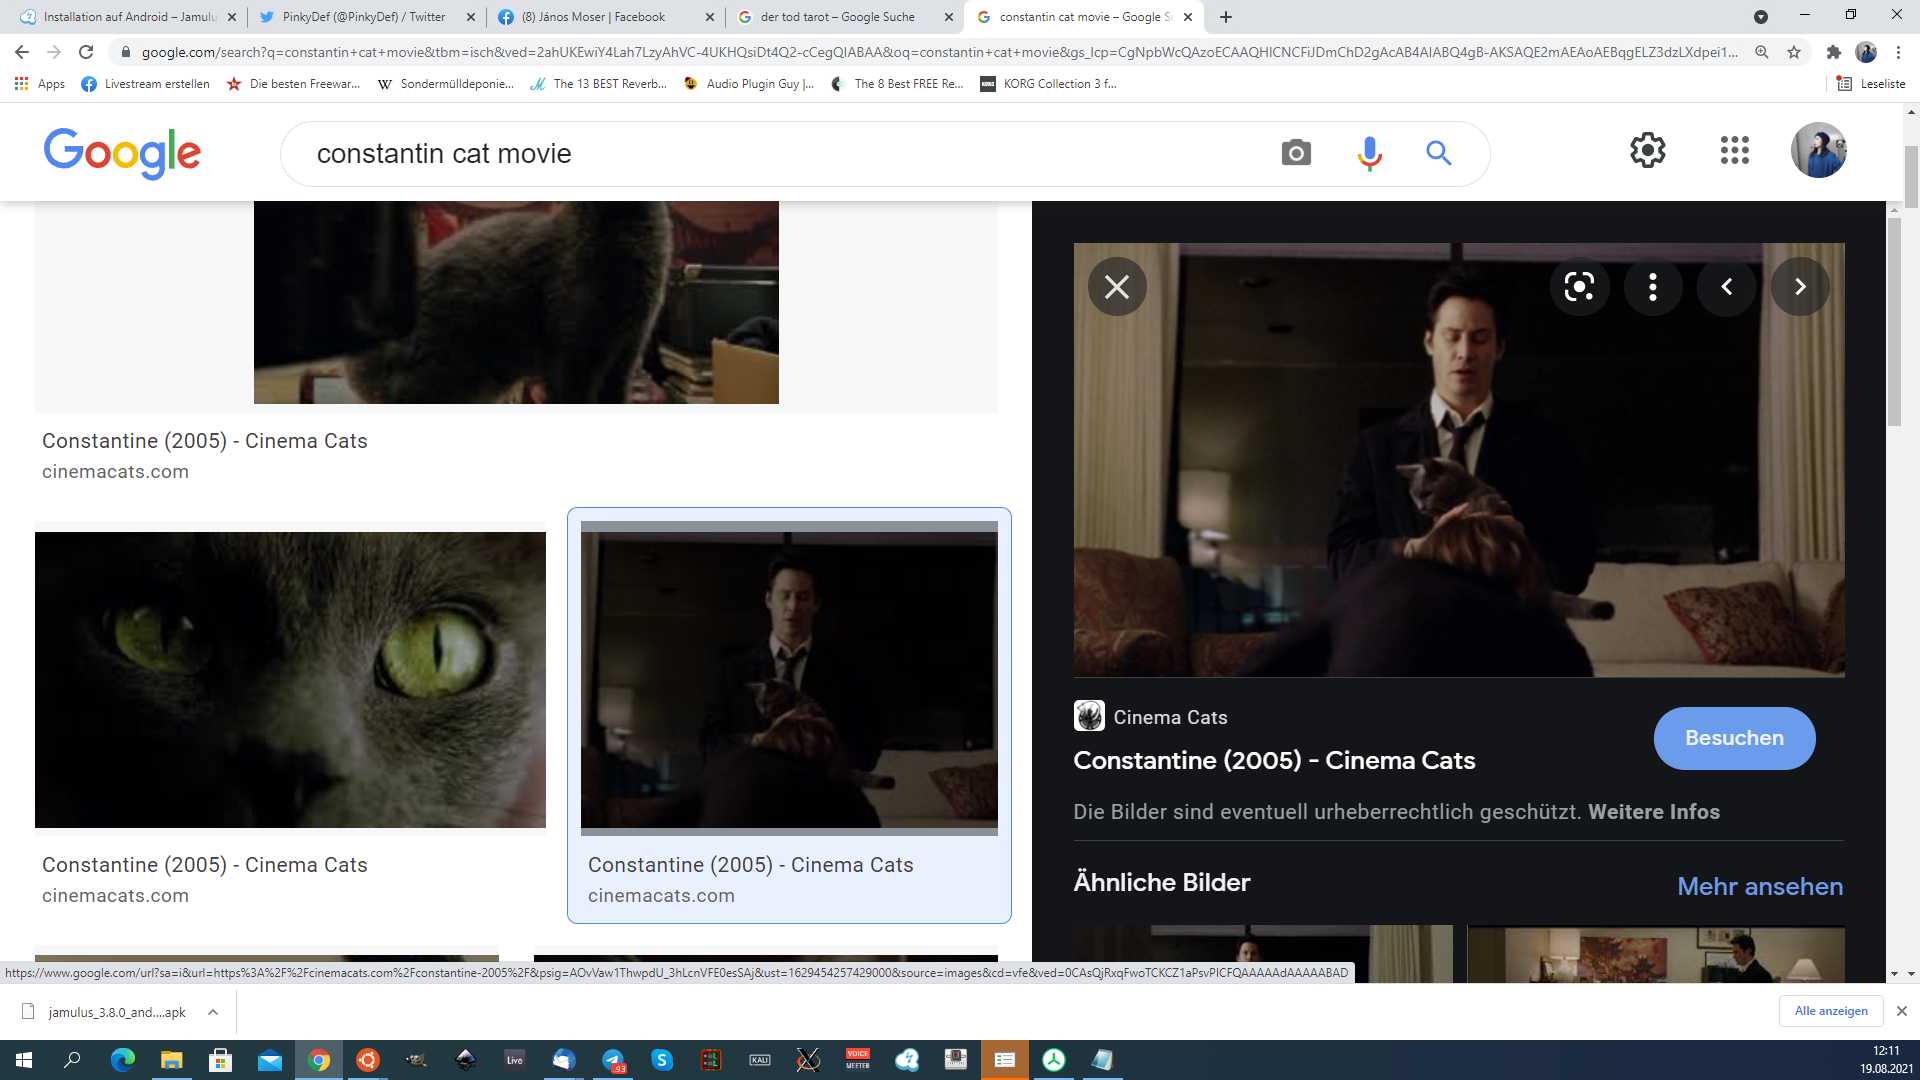 Installation auf Android – Jamulu
PinkyDef (@PinkyDef) / Twitter
(8) János Moser | Facebook
der tod tarot – Google Suche
constantin cat movie – Google Su
google.com/search?q=constantin+cat+movie&tbm=isch&ved=2ahUKEwiY4Lah7LzyAhVC-4UKHQsiDt4Q2-cCegQIABAA&oq=constantin+cat+movie&gs_lcp=CgNpbWcQAzoECAAQHlCNCFiJDmChD2gAcAB4AIABQ4gB-AKSAQE2mAEAoAEBqgELZ3dzLXdpei1...
Apps
Livestream erstellen
Die besten Freewar...
Sondermülldeponie...
The 13 BEST Reverb...
Audio Plugin Guy |...
The 8 Best FREE Re...
KORG Collection 3 f...
Leseliste
Google
constantin cat movie
Constantine (2005) - Cinema Cats
cinemacats.com
Constantine (2005) - Cinema Cats
cinemacats.com
Constantine (2005) - Cinema Cats
cinemacats.com
Cinema Cats
Constantine (2005) - Cinema Cats
Besuchen
Die Bilder sind eventuell urheberrechtlich geschützt. Weitere Infos
Ähnliche Bilder
Mehr ansehen
https://www.google.com/url?sa=i&url=https%3A%2F%2Fcinemacats.com%2Fconstantine-2005%2F&psig=AOvVaw1ThwpdU_3hLcnVFE0esSAj&ust=1629454257429000&source=images&cd=vfe&ved=0CAsQjRxqFwoTCKCZ1aPsvPICFQAAAAAdAAAAABAD
jamulus_3.8.0_and....apk
Alle anzeigen
Live
93
KALI
VOICE
MEETER
12:11
19.08.2021